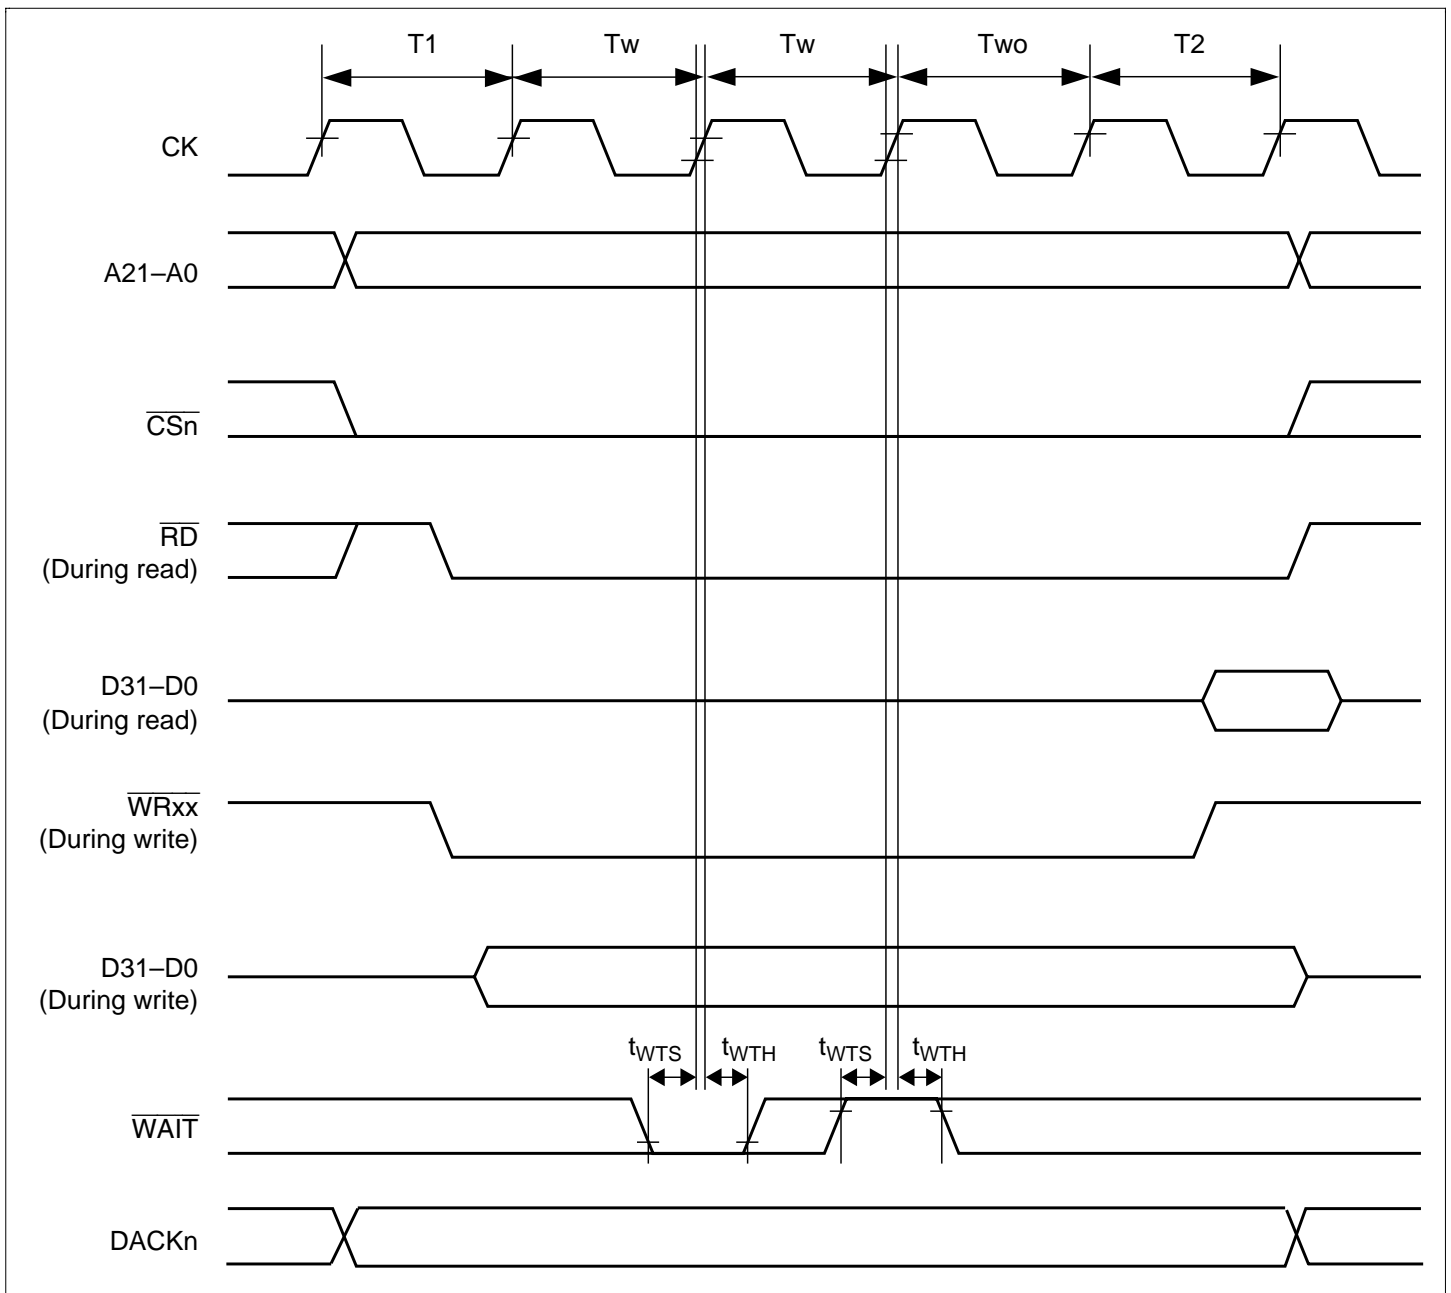 T1 Tw Tw Two T2
CK
A21–A0
CSn
RD
(During read)
D31–D0
(During read)
WRxx
(During write)
D31–D0
(During write)
tWTS tWTH tWTS tWTH
WAIT
DACKn